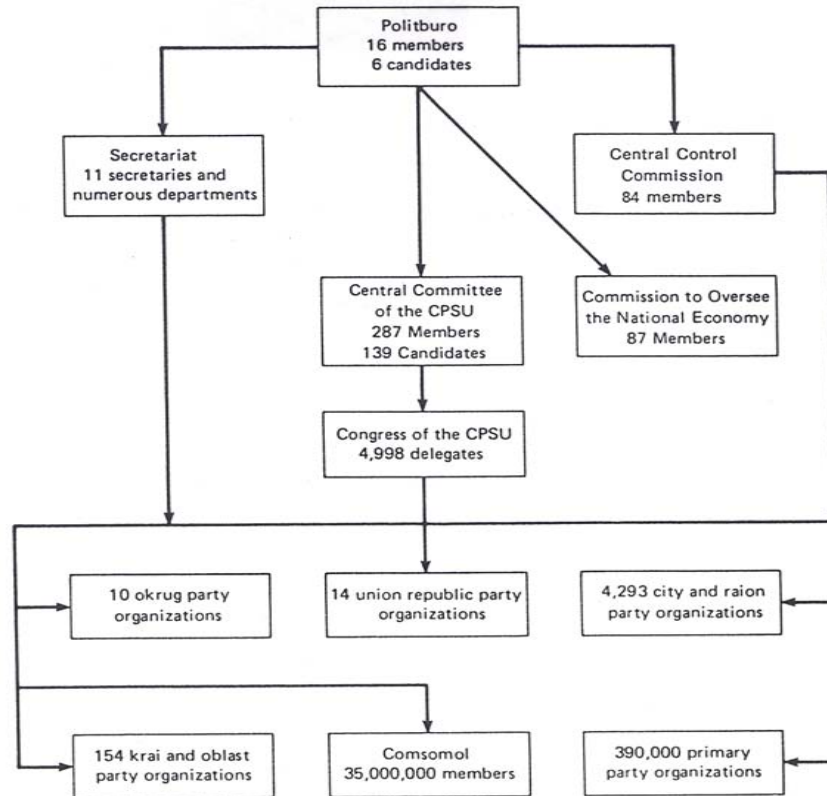 Politburo
16 members
6 candidates
Secretariat
11 secretaries and
numerous departments
Central Control
Commission
84 members
Central Committee
of the CPSU
287 Members
139 Candidates
Commission to Oversee
the National Economy
87 Members
Congress of the CPSU
4,998 delegates
10 okrug party
organizations
14 union republic party
organizations
4,293 city and raion
party organizations
154 krai and oblast
party organizations
Comsomol
35,000,000 members
390,000 primary
party organizations